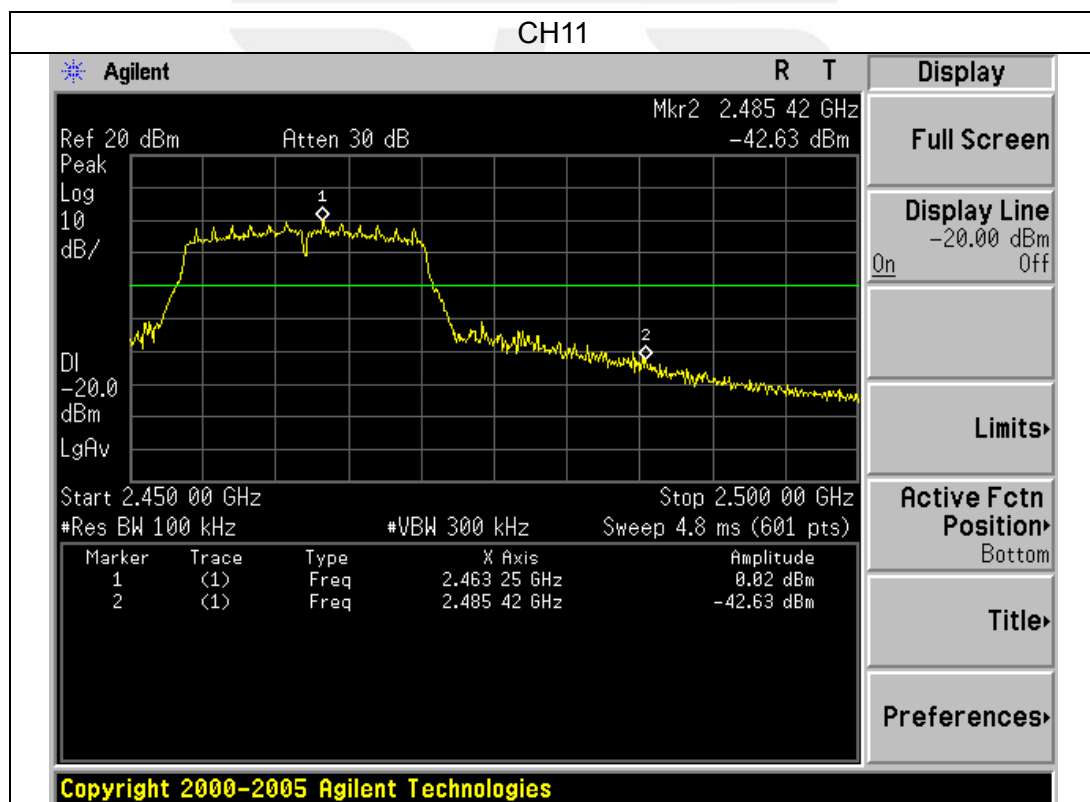 CH11
Agilent R T Display
Mkr2 2.485 42 GHz
Ref 20 dBm Atten 30 dB -42.63 dBm
Peak
Log
10
dB/
1
2
DI
-20.0
dBm
LgAv
Start 2.450 00 GHz Stop 2.500 00 GHz
#Res BW 100 kHz #VBW 300 kHz Sweep 4.8 ms (601 pts)
Marker Trace Type X Axis Amplitude
1 (1) Freq 2.463 25 GHz 0.02 dBm
2 (1) Freq 2.485 42 GHz -42.63 dBm
Full Screen
Display Line
-20.00 dBm
On Off
Limits▸
Active Fctn
Position▸
Bottom
Title▸
Preferences▸
Copyright 2000-2005 Agilent Technologies